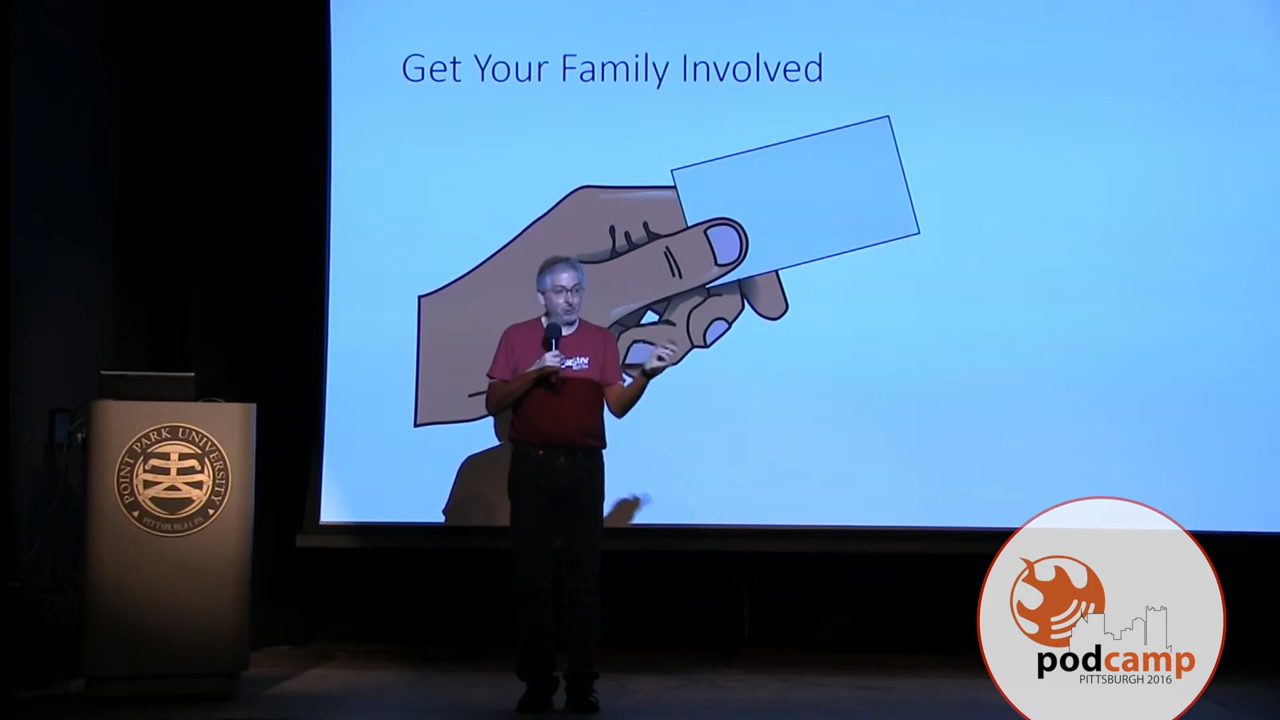 Get Your Family Involved
POINT PARK UNIVERSITY
PITTSBURGH, PA
podcamp
PITTSBURGH 2016